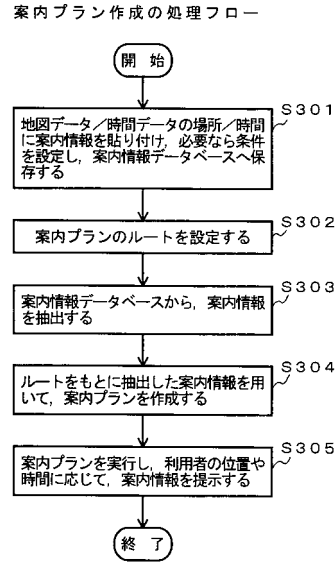 案内プラン作成の処理フロー
開 始
S301
地図データ/時間データの場所/時間
に案内情報を貼り付け，必要なら条件
を設定し，案内情報データベースへ保
存する
S302
案内プランのルートを設定する
S303
案内情報データベースから，案内情報
を抽出する
S304
ルートをもとに抽出した案内情報を用
いて，案内プランを作成する
S305
案内プランを実行し，利用者の位置や
時間に応じて，案内情報を提示する
終 了